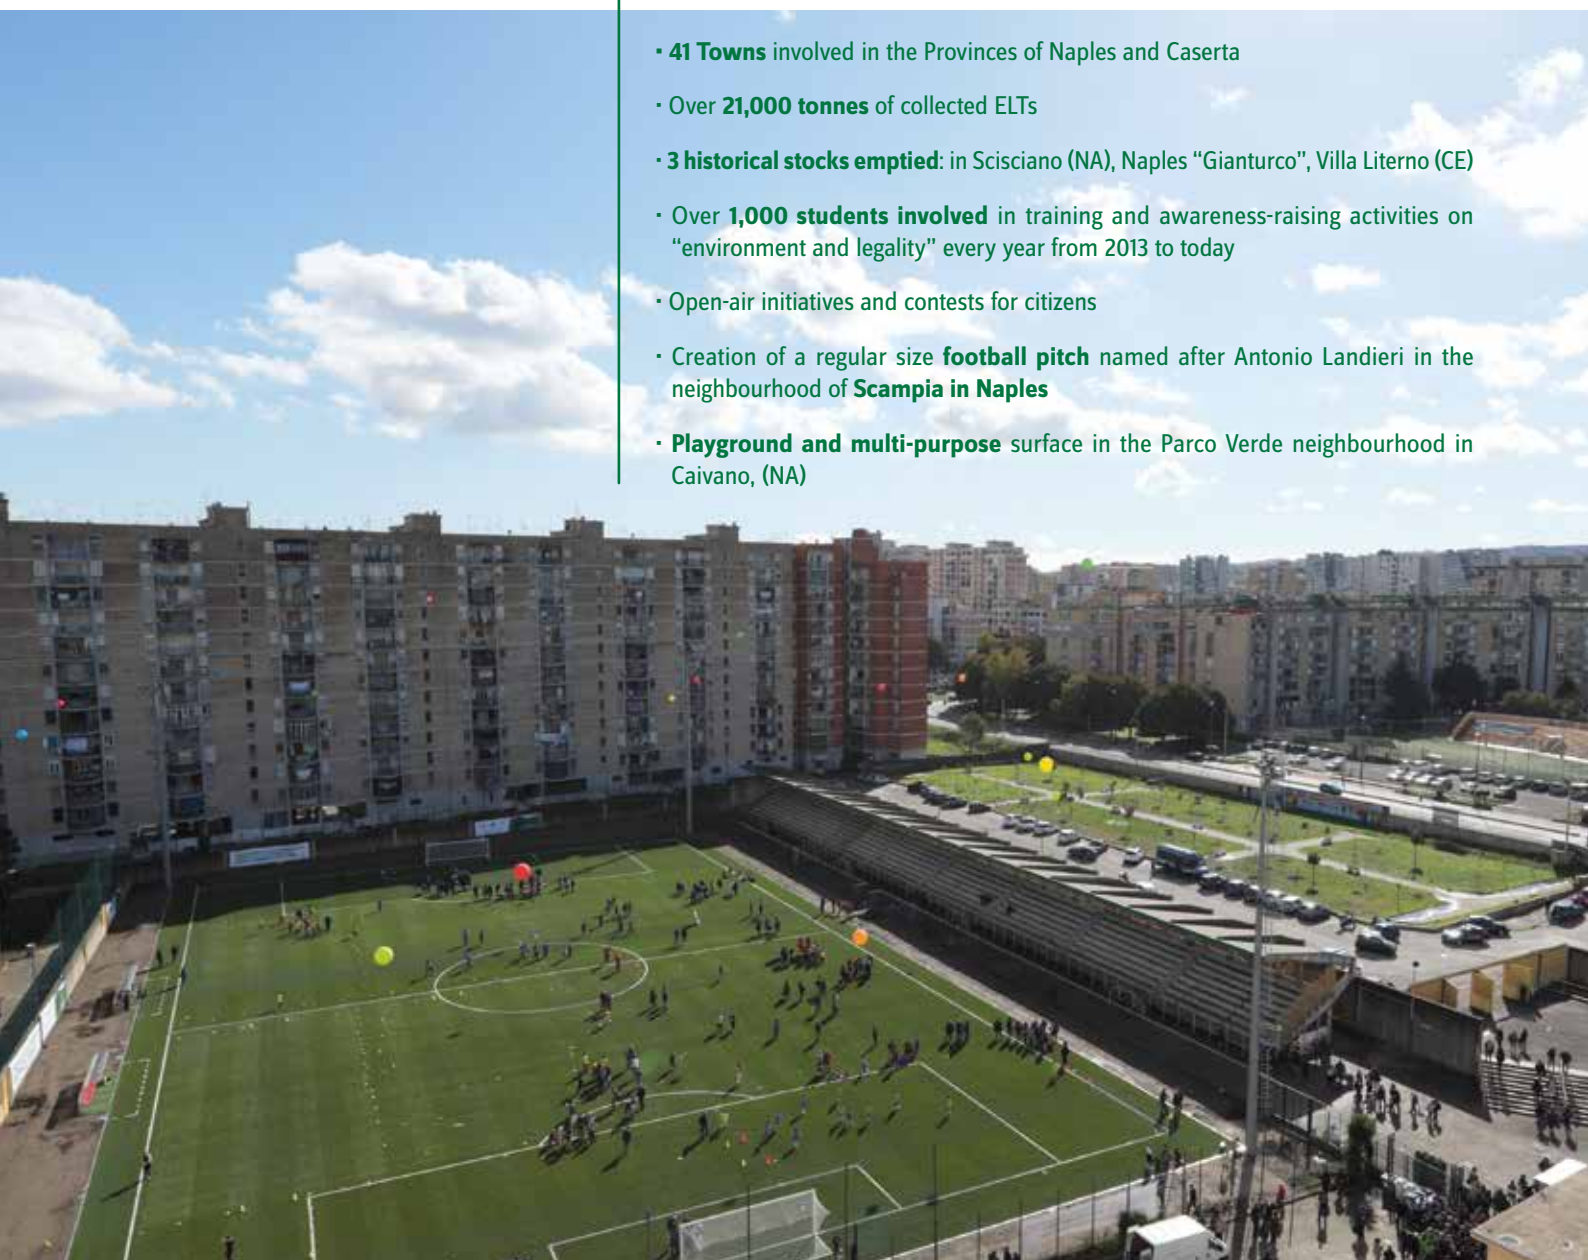 · 41 Towns involved in the Provinces of Naples and Caserta
· Over 21,000 tonnes of collected ELTs
· 3 historical stocks emptied: in Scisciano (NA), Naples “Gianturco”, Villa Literno (CE)
· Over 1,000 students involved in training and awareness-raising activities on
“environment and legality” every year from 2013 to today
· Open-air initiatives and contests for citizens
· Creation of a regular size football pitch named after Antonio Landieri in the
neighbourhood of Scampia in Naples
· Playground and multi-purpose surface in the Parco Verde neighbourhood in
Caivano, (NA)